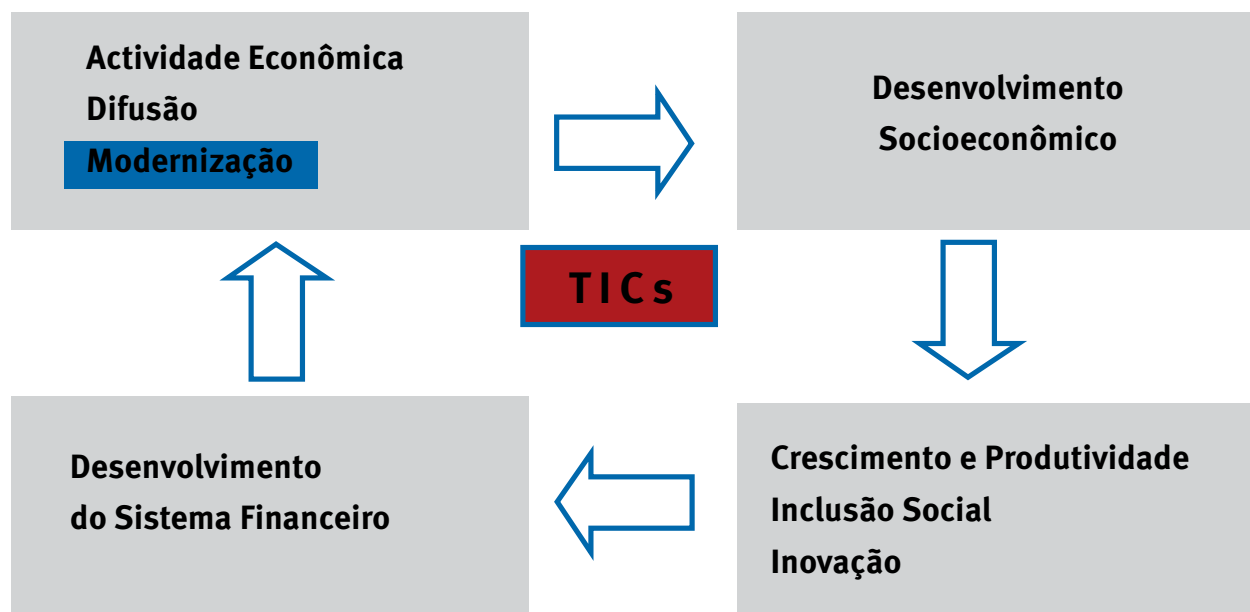 Actividade Econômica
Difusão
Modernização
Desenvolvimento
Socioeconômico
TICs
Desenvolvimento
do Sistema Financeiro
Crescimento e Produtividade
Inclusão Social
Inovação